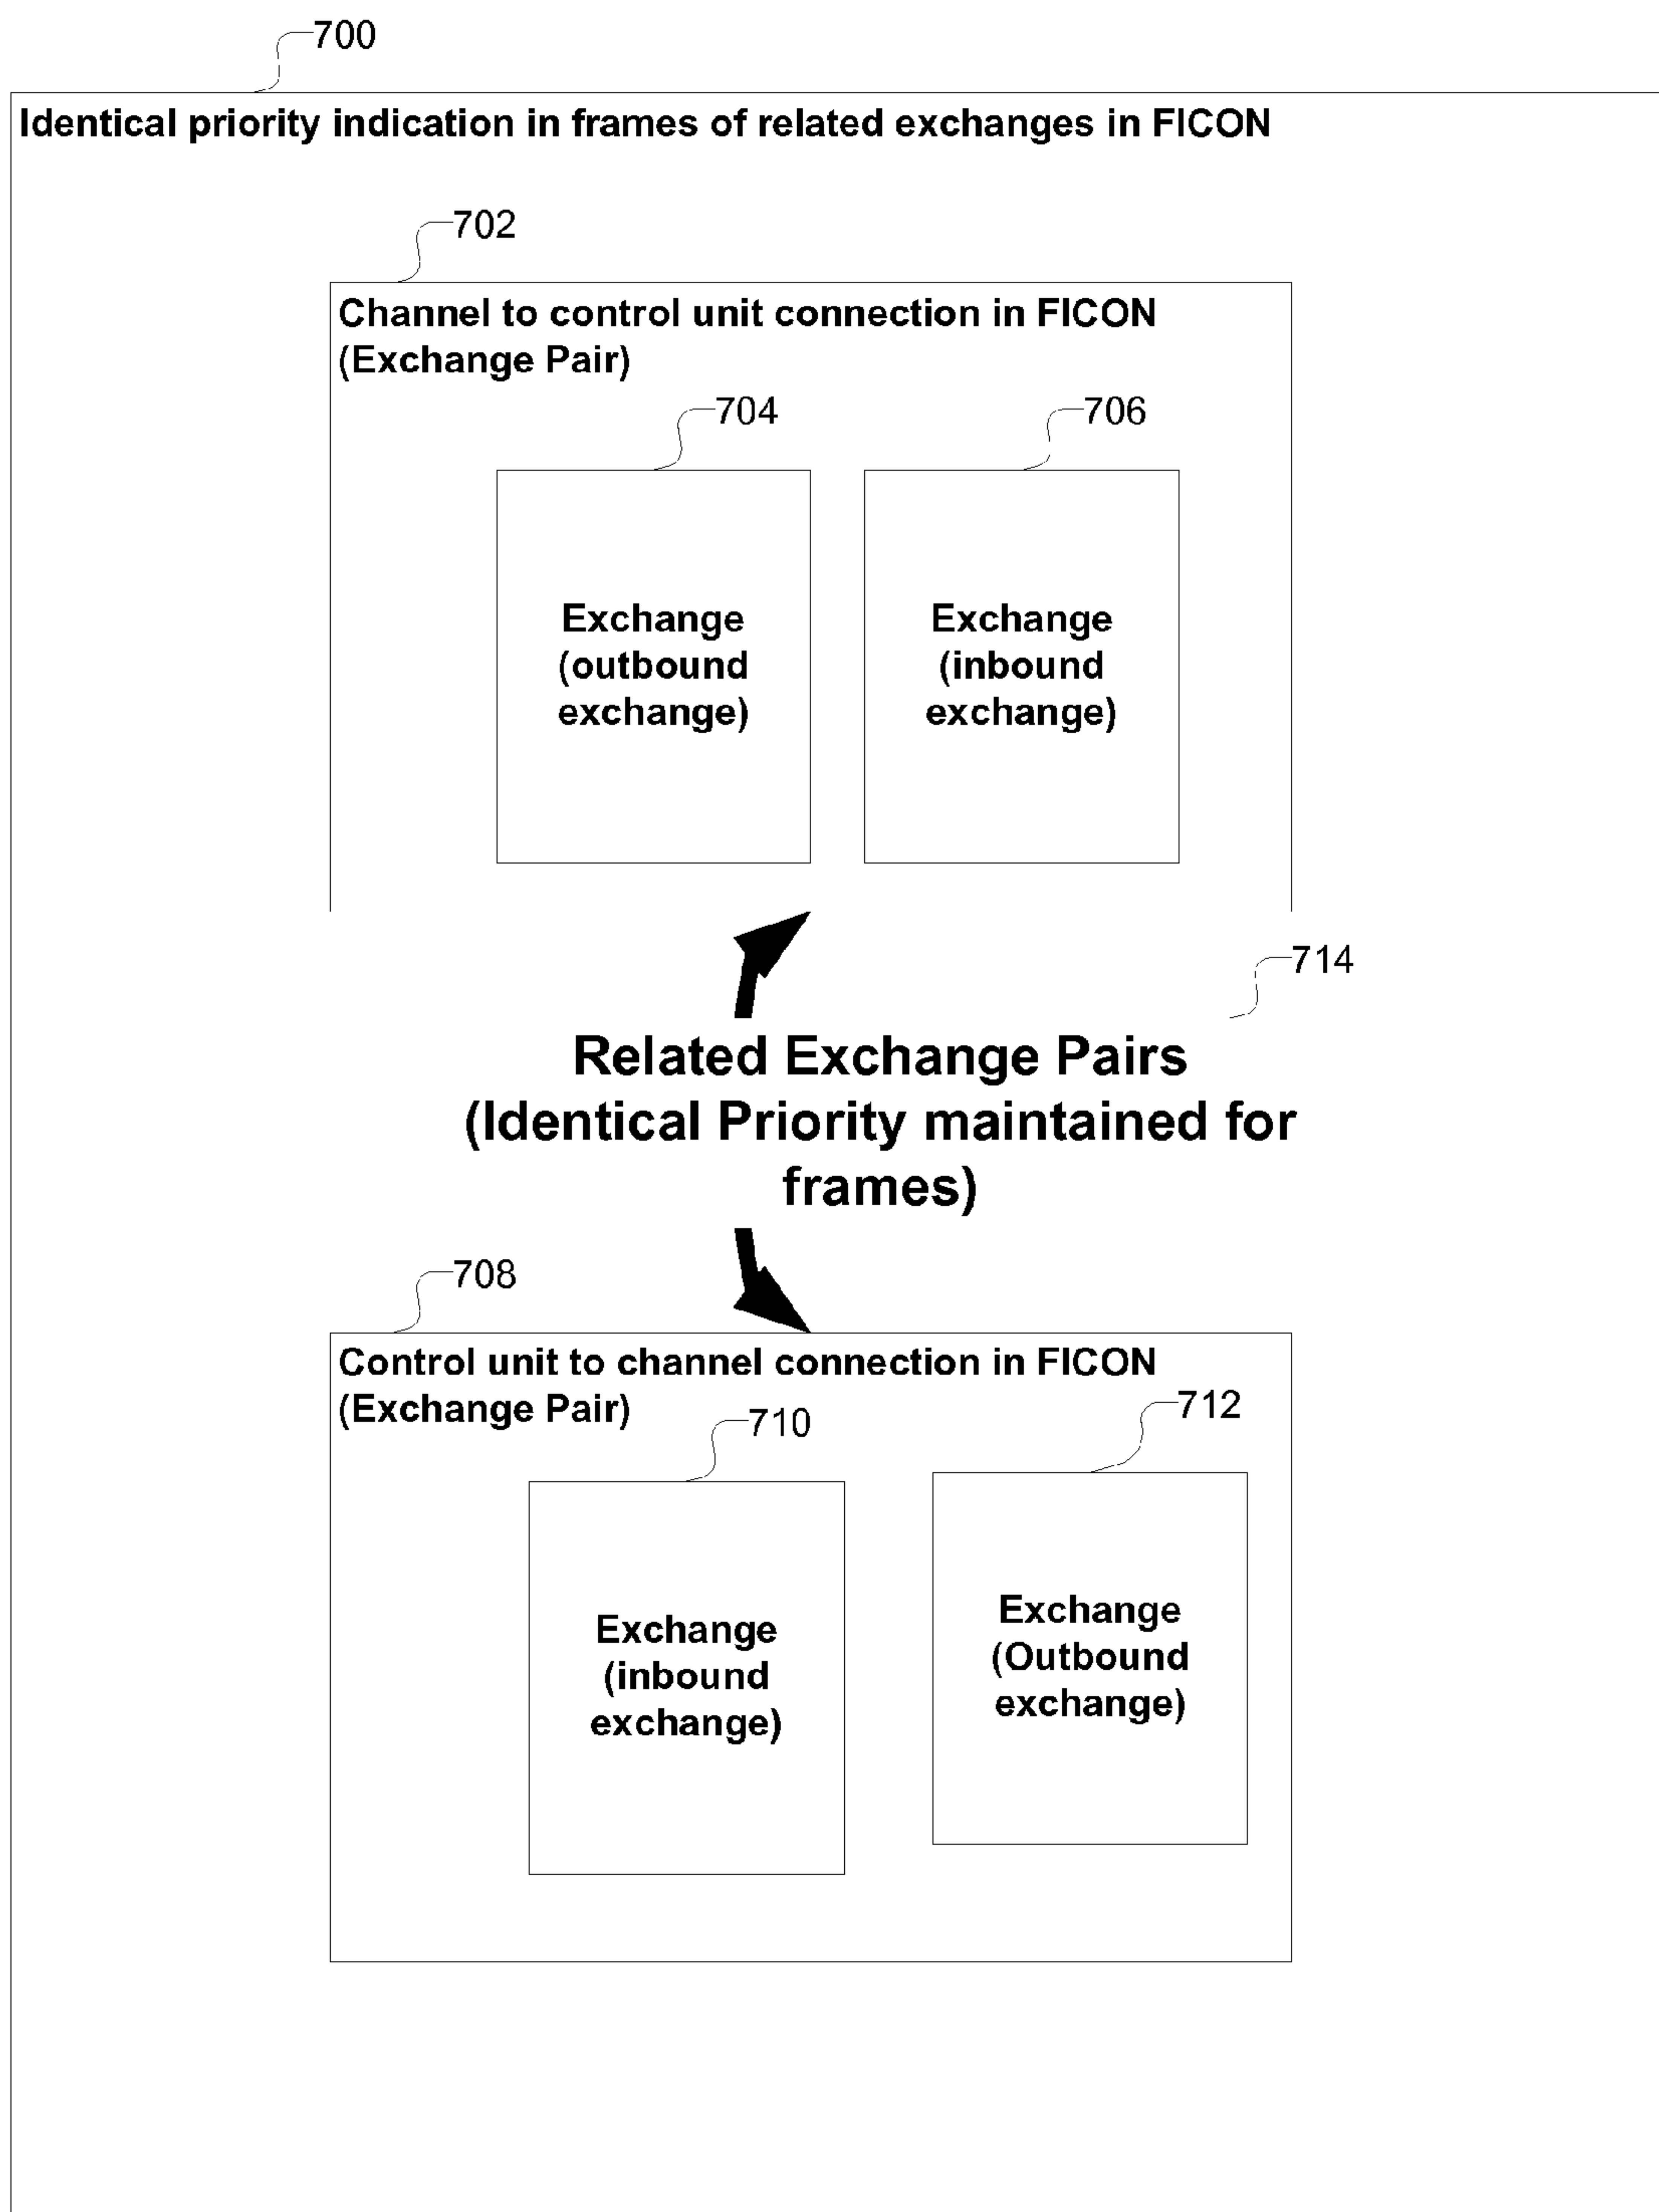 700
Identical priority indication in frames of related exchanges in FICON
702
Channel to control unit connection in FICON
(Exchange Pair)
704
706
Exchange
(outbound
exchange)
Exchange
(inbound
exchange)
714
Related Exchange Pairs
(Identical Priority maintained for
frames)
708
Control unit to channel connection in FICON
(Exchange Pair)
710
712
Exchange
(inbound
exchange)
Exchange
(Outbound
exchange)